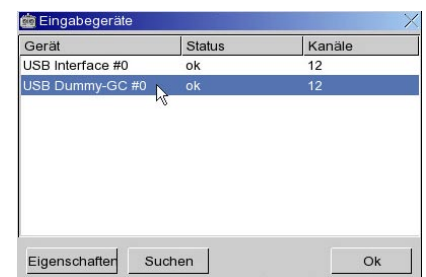 Eingabegeräte
Gerät Status Kanäle
USB Interface #0 ok 12
USB Dummy-GC #0 ok 12
Eigenschaften Suchen Ok